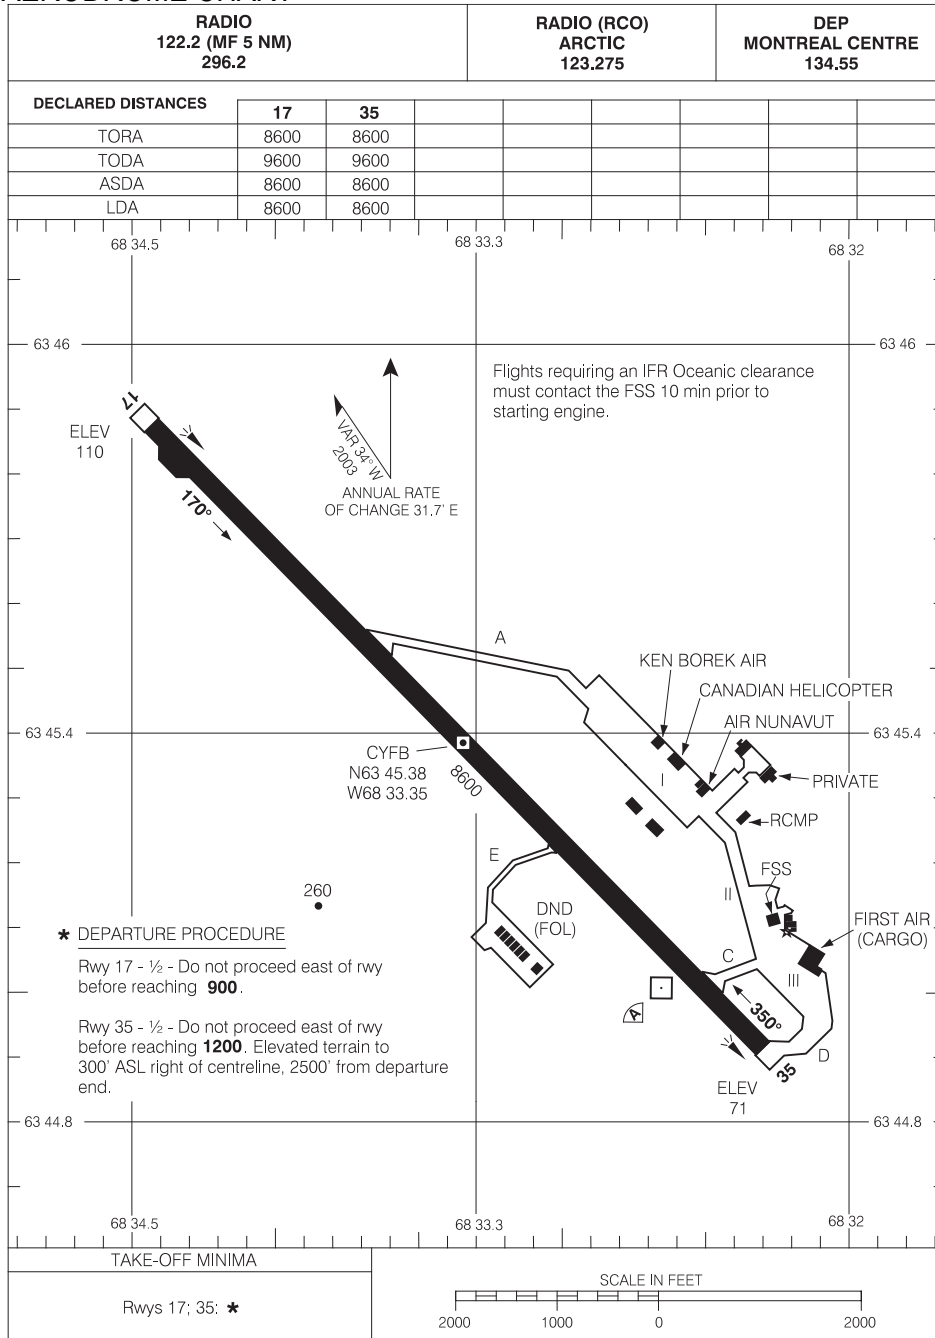 RADIO
122.2 (MF 5 NM)
296.2
RADIO (RCO)
ARCTIC
123.275
DEP
MONTREAL CENTRE
134.55
DECLARED DISTANCES 17 35
TORA 8600 8600
TODA 9600 9600
ASDA 8600 8600
LDA 8600 8600
68 34.5 68 33.3 68 32
63 46 63 46
Flights requiring an IFR Oceanic clearance
must contact the FSS 10 min prior to
starting engine.
17
ELEV
110
VAR 34° W
2003
ANNUAL RATE
OF CHANGE 31.7' E
170°
A
KEN BOREK AIR
CANADIAN HELICOPTER
AIR NUNAVUT
63 45.4 63 45.4
CYFB
N63 45.38
W68 33.35
8600
I
PRIVATE
RCMP
E
FSS
260
II
DND
(FOL)
FIRST AIR
(CARGO)
* DEPARTURE PROCEDURE
Rwy 17 - ½ - Do not proceed east of rwy
before reaching 900.
C
III
A
350°
Rwy 35 - ½ - Do not proceed east of rwy
before reaching 1200. Elevated terrain to
300' ASL right of centreline, 2500' from departure
end.
D
35
ELEV
71
63 44.8 63 44.8
68 34.5 68 33.3 68 32
TAKE-OFF MINIMA
Rwys 17; 35: *
SCALE IN FEET
2000 1000 0 2000